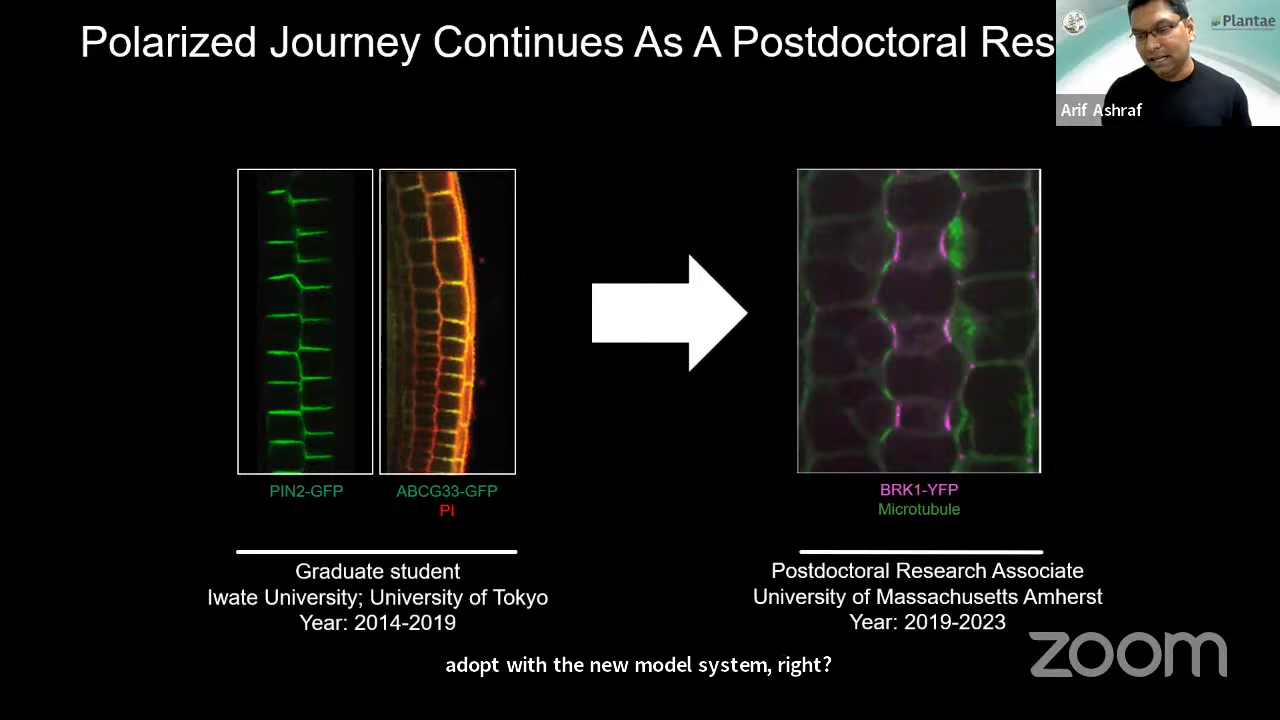 Polarized Journey Continues As A Postdoctoral Res
Plantae
Arif Ashraf
PIN2-GFP
ABCG33-GFP
PI
BRK1-YFP
Microtubule
Graduate student
Iwate University; University of Tokyo
Year: 2014-2019
Postdoctoral Research Associate
University of Massachusetts Amherst
Year: 2019-2023
zoom
adopt with the new model system, right?